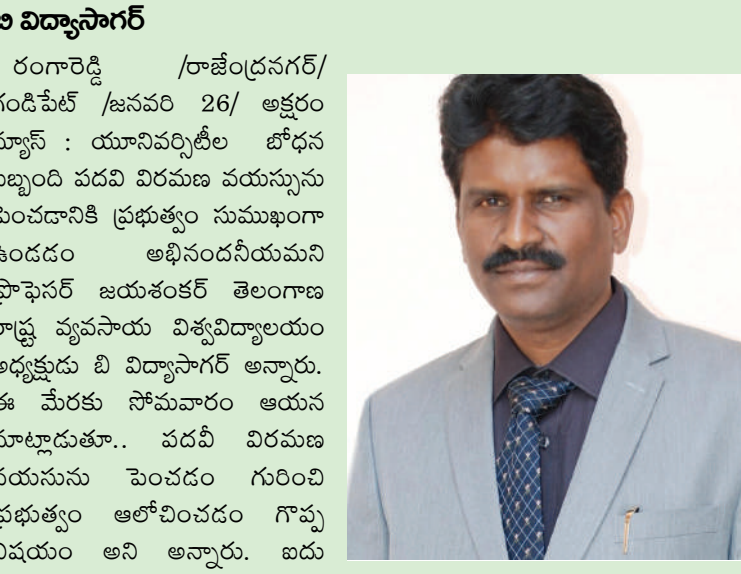 బి విద్యాసాగర్
రంగారెడ్డి /రాజేంద్రనగర్/
గండిపేట్ /జనవరి 26/ అక్షరం
న్యూస్ : యూనివర్సిటీల బోధన
సిబ్బంది పదవి విరమణ వయస్సును
పెంచడానికి ప్రభుత్వం సుముఖంగా
ఉండడం అభినందనీయమని
ప్రొఫెసర్ జయశంకర్ తెలంగాణ
రాష్ట్ర వ్యవసాయ విశ్వవిద్యాలయం
అధ్యక్షుడు బి విద్యాసాగర్ అన్నారు.
ఈ మేరకు సోమవారం ఆయన
మాట్లాడుతూ.. పదవీ విరమణ
వయసును పెంచడం గురించి
ప్రభుత్వం ఆలోచించడం గొప్ప
విషయం అని అన్నారు. ఐదు